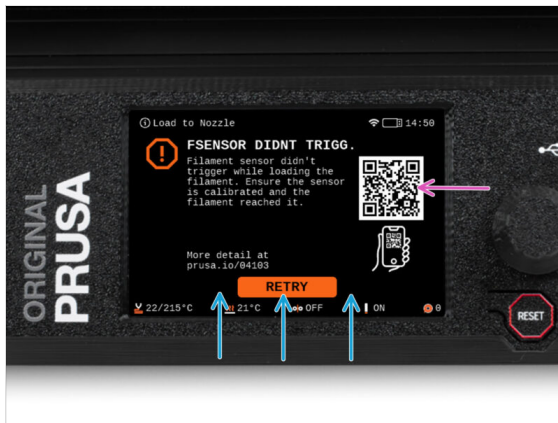 Load to Nozzle 14:50
FSENSOR DIDNT TRIGG.
Filament sensor didn't
trigger while loading the
filament. Ensure the sensor
is calibrated and the
filament reached it.
More detail at
prusa.io/04103
RETRY
22/215°C 21°C OFF ON 0
ORIGINAL
PRUSA
RESET